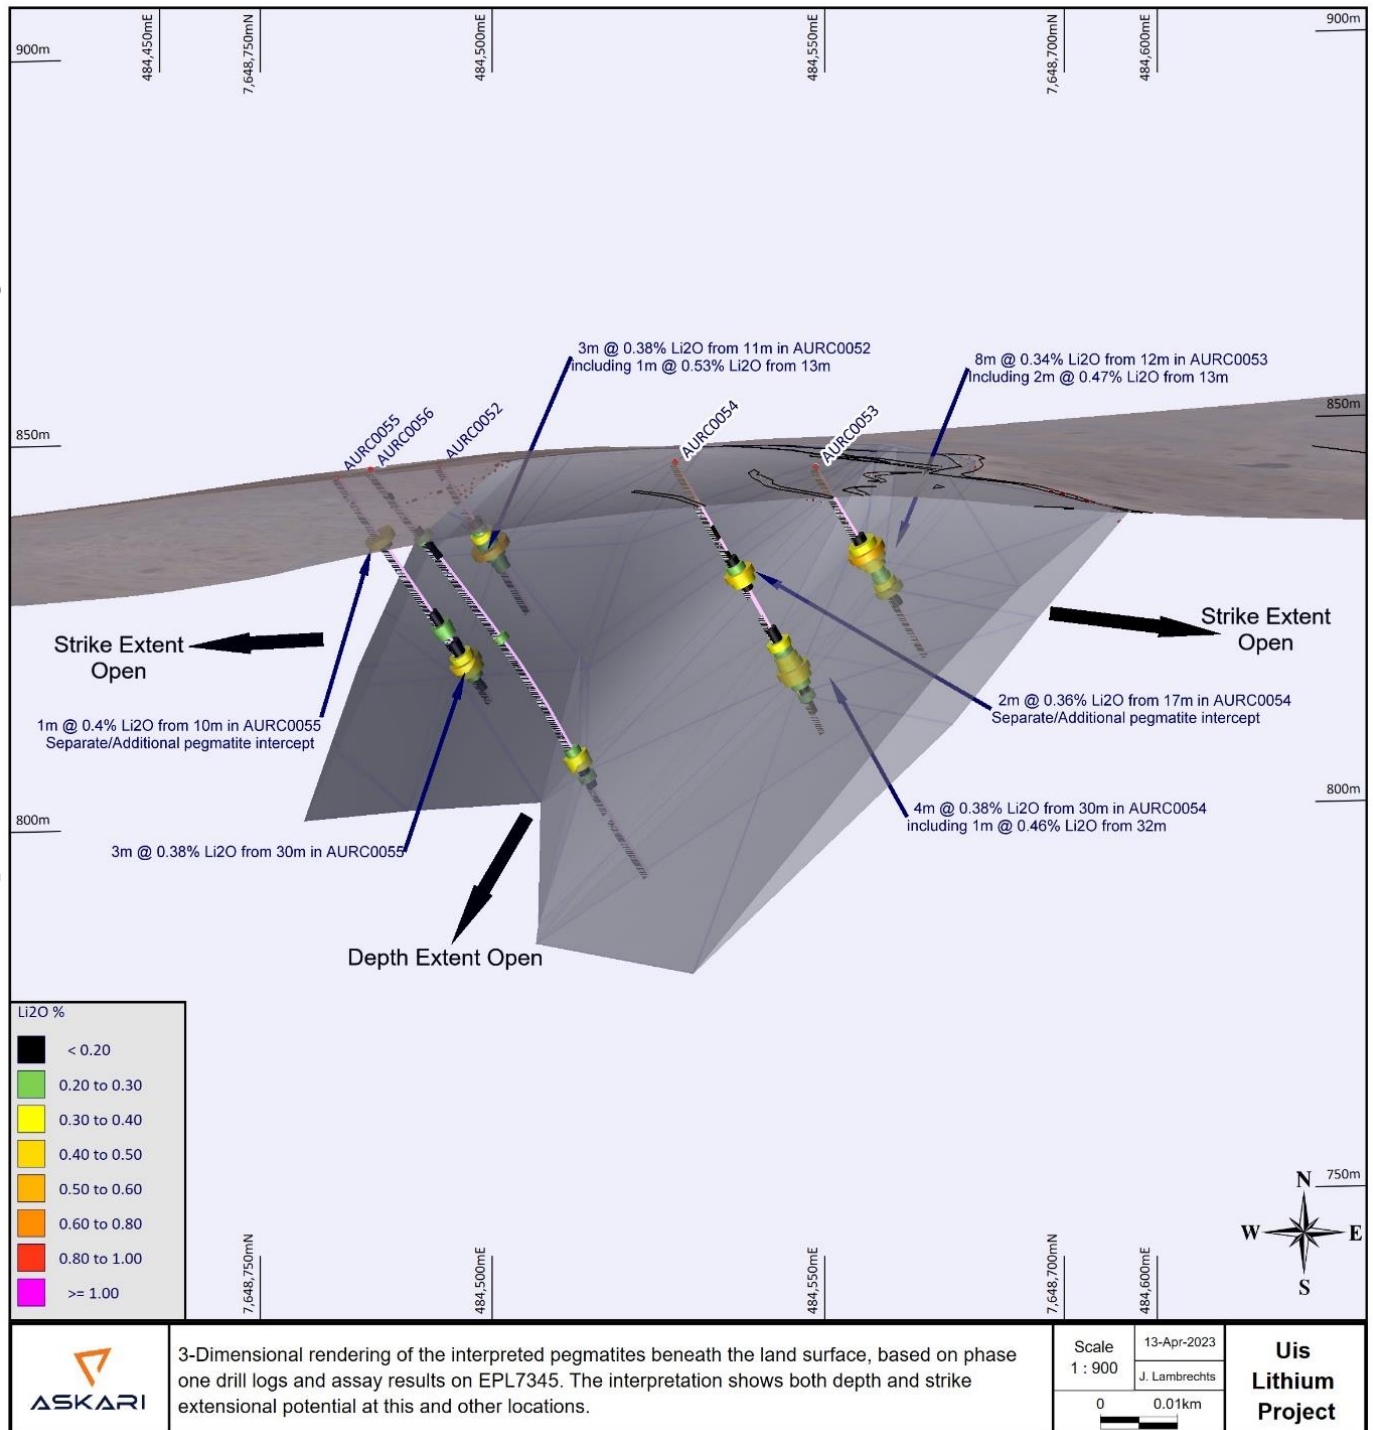 900m
484,450mE
7,648,750mN
484,500mE
484,550mE
7,648,700mN
484,600mE
900m
3m @ 0.38% Li2O from 11m in AURC0052
including 1m @ 0.53% Li2O from 13m
8m @ 0.34% Li2O from 12m in AURC0053
Including 2m @ 0.47% Li2O from 13m
850m
850m
AURC0055
AURC0056
AURC0052
AURC0054
AURC0053
Strike Extent
Open
Strike Extent
Open
1m @ 0.4% Li2O from 10m in AURC0055
Separate/Additional pegmatite intercept
2m @ 0.36% Li2O from 17m in AURC0054
Separate/Additional pegmatite intercept
800m
800m
4m @ 0.38% Li2O from 30m in AURC0054
including 1m @ 0.46% Li2O from 32m
3m @ 0.38% Li2O from 30m in AURC0055
Depth Extent Open
Li2O %
< 0.20
0.20 to 0.30
0.30 to 0.40
0.40 to 0.50
0.50 to 0.60
0.60 to 0.80
0.80 to 1.00
>= 1.00
750m
N
W
E
S
7,648,750mN
484,500mE
484,550mE
7,648,700mN
484,600mE
ASKARI
3-Dimensional rendering of the interpreted pegmatites beneath the land surface, based on phase
one drill logs and assay results on EPL7345. The interpretation shows both depth and strike
extensional potential at this and other locations.
Scale
1 : 900
13-Apr-2023
J. Lambrechts
0 0.01km
Uis
Lithium
Project